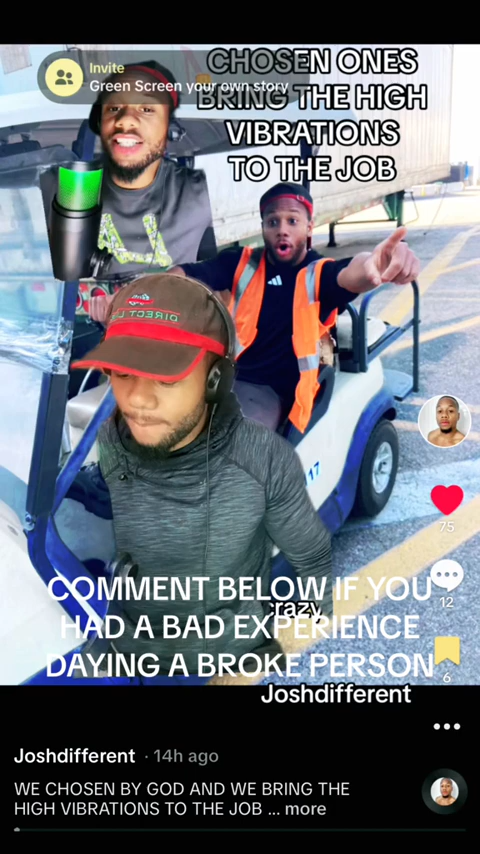 Invite
Green Screen your own story
CHOSEN ONES
BRING THE HIGH
VIBRATIONS
TO THE JOB
DIRECT
17
75
12
6
crazy
COMMENT BELOW IF YOU
HAD A BAD EXPERIENCE
DAYING A BROKE PERSON
Joshdifferent
Joshdifferent · 14h ago
WE CHOSEN BY GOD AND WE BRING THE
HIGH VIBRATIONS TO THE JOB ... more